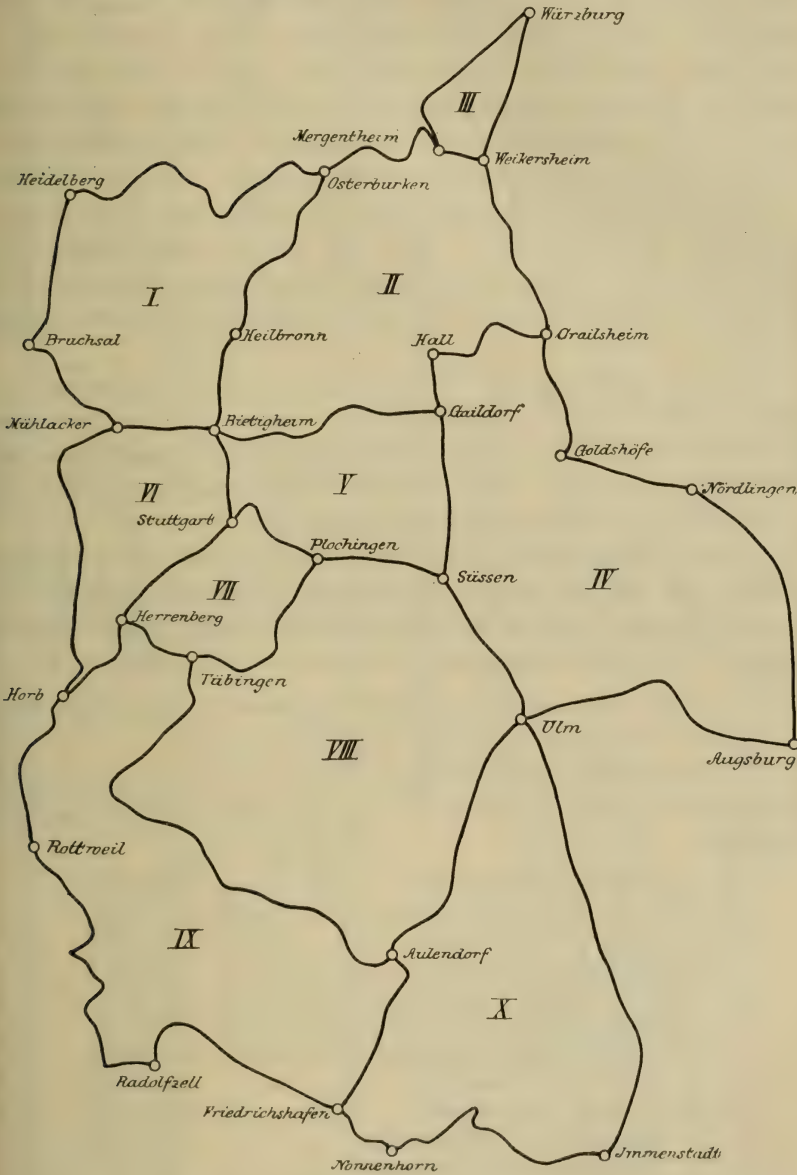 Würzburg
III
Mergentheim
Weikersheim
Osterburken
Heidelberg
I
II
Bruchsal
Heilbronn
Hall
Crailsheim
Mühlacker
Bietigheim
Gaildorf
Goldshöfe
VI
V
Nördlingen
Stuttgart
Plochingen
Süssen
IV
VII
Herrenberg
Tübingen
Horb
Ulm
VIII
Augsburg
Rottweil
IX
Aulendorf
X
Radolfzell
Friedrichshafen
Nonnenhorn
Immenstadt